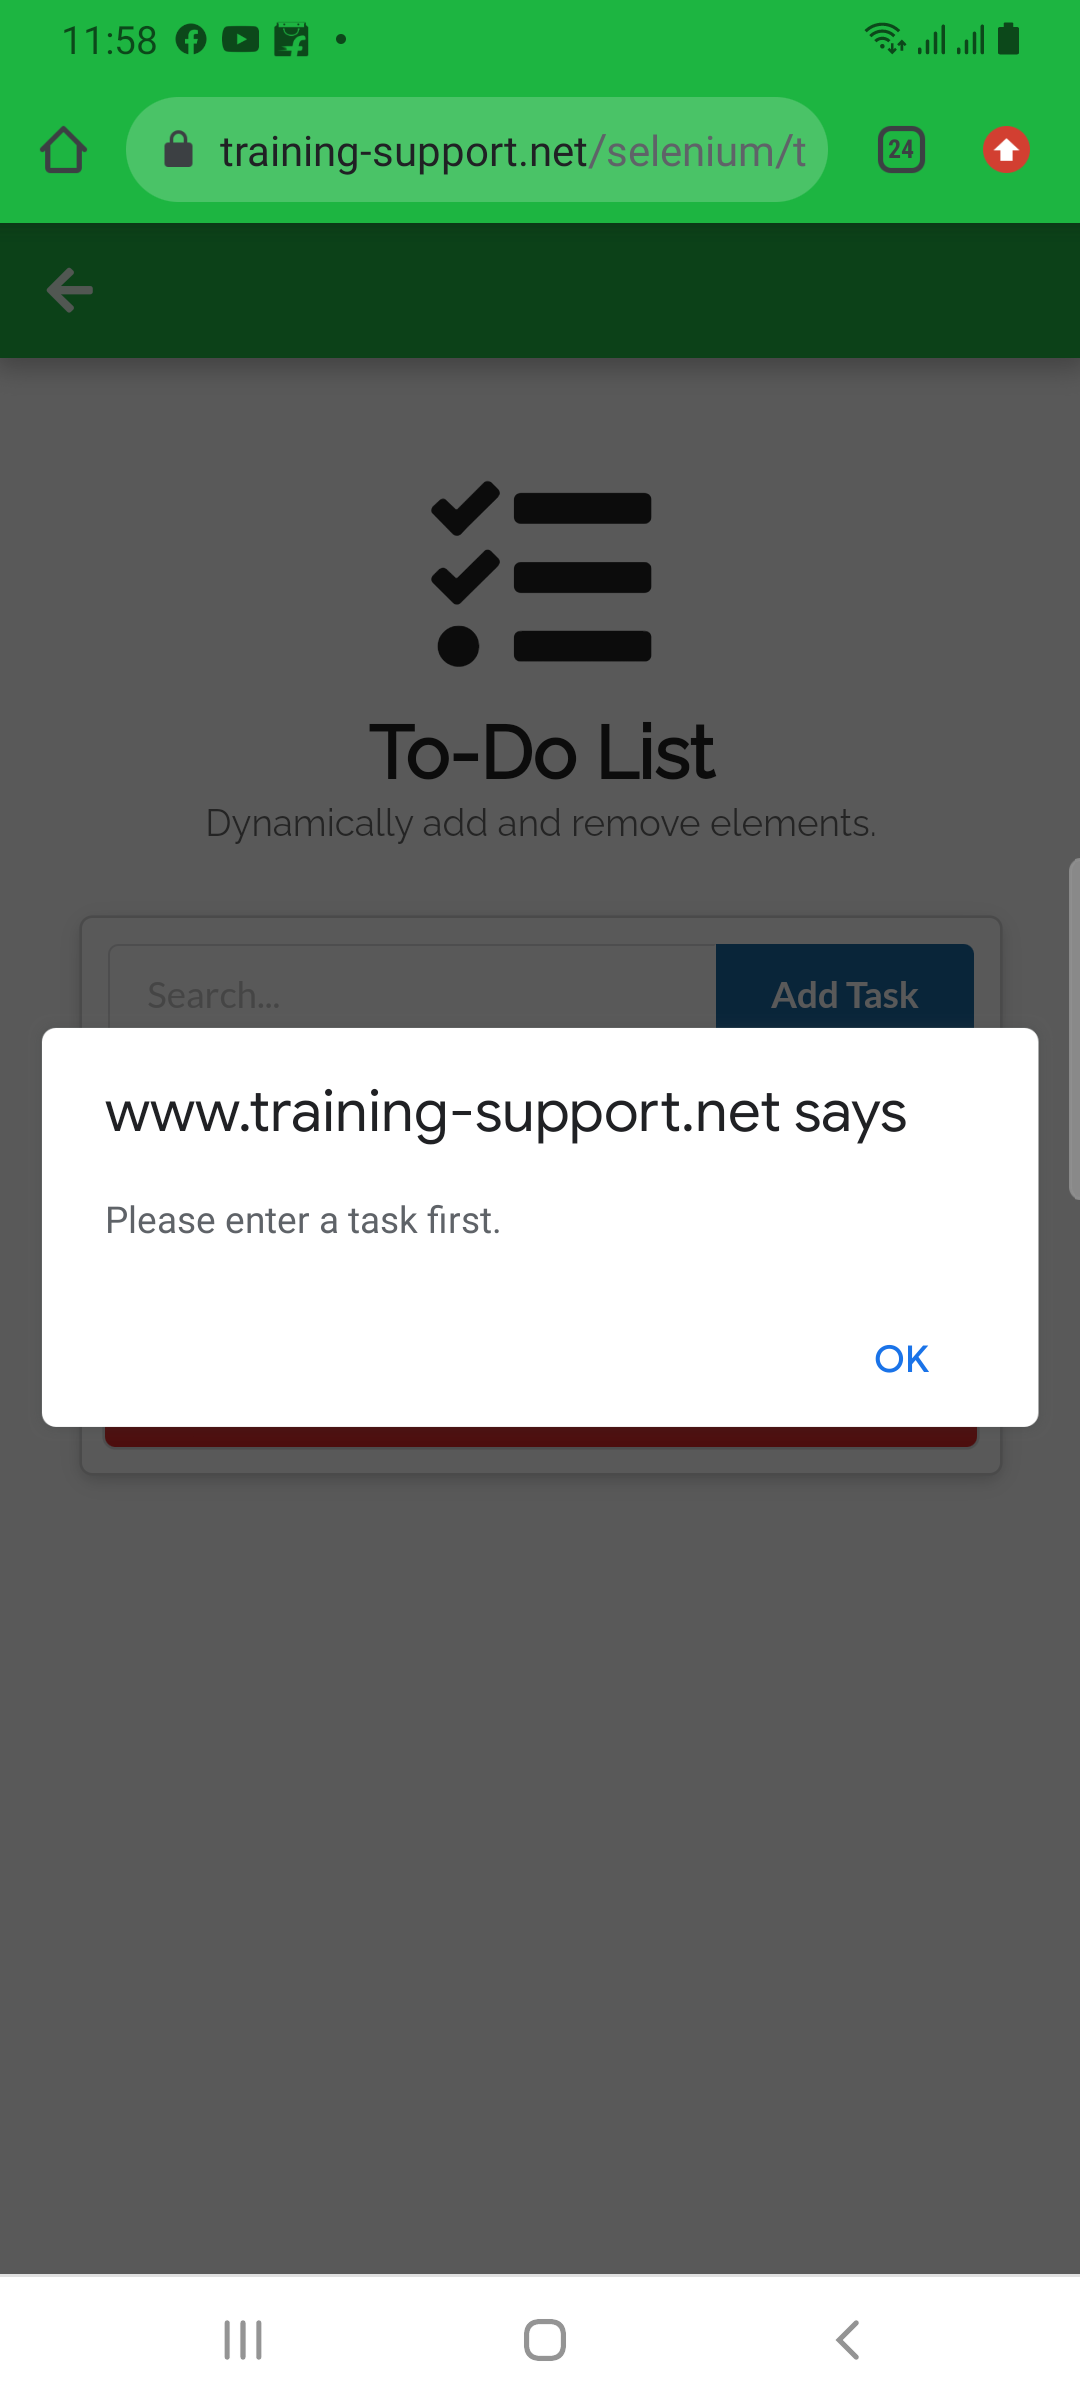 11:58
training-support.net/selenium/t
24
To-Do List
Dynamically add and remove elements.
Search...
Add Task
www.training-support.net says
Please enter a task first.
OK